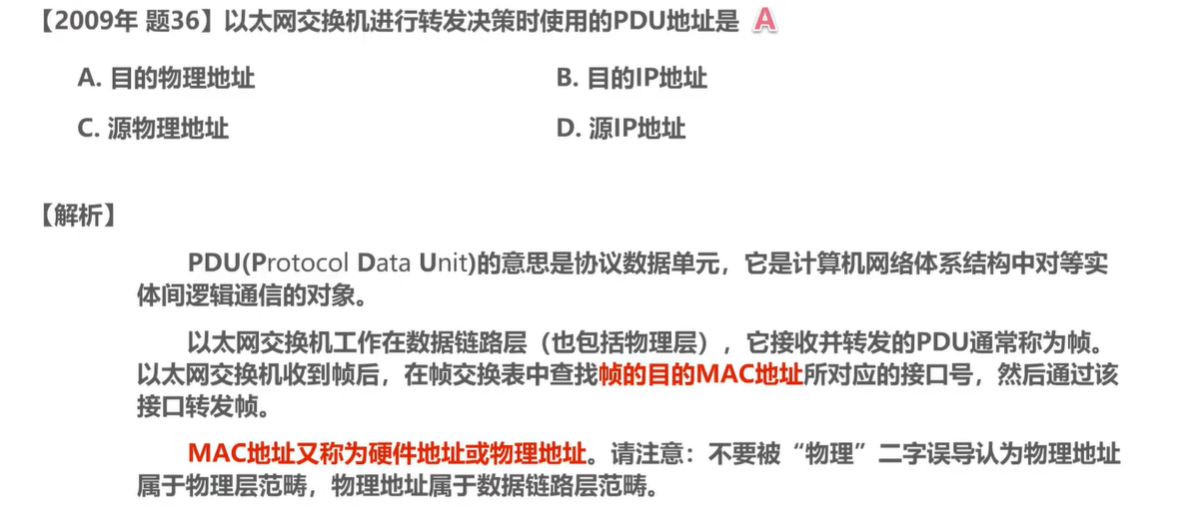 【2009年 题36】以太网交换机进行转发决策时使用的PDU地址是 A
A. 目的物理地址 B. 目的IP地址
C. 源物理地址 D. 源IP地址
【解析】
PDU(Protocol Data Unit)的意思是协议数据单元，它是计算机网络体系结构中对等实
体间逻辑通信的对象。
以太网交换机工作在数据链路层（也包括物理层），它接收并转发的PDU通常称为帧。
以太网交换机收到帧后，在帧交换表中查找帧的目的MAC地址所对应的接口号，然后通过该
接口转发帧。
MAC地址又称为硬件地址或物理地址。请注意：不要被“物理”二字误导认为物理地址
属于物理层范畴，物理地址属于数据链路层范畴。